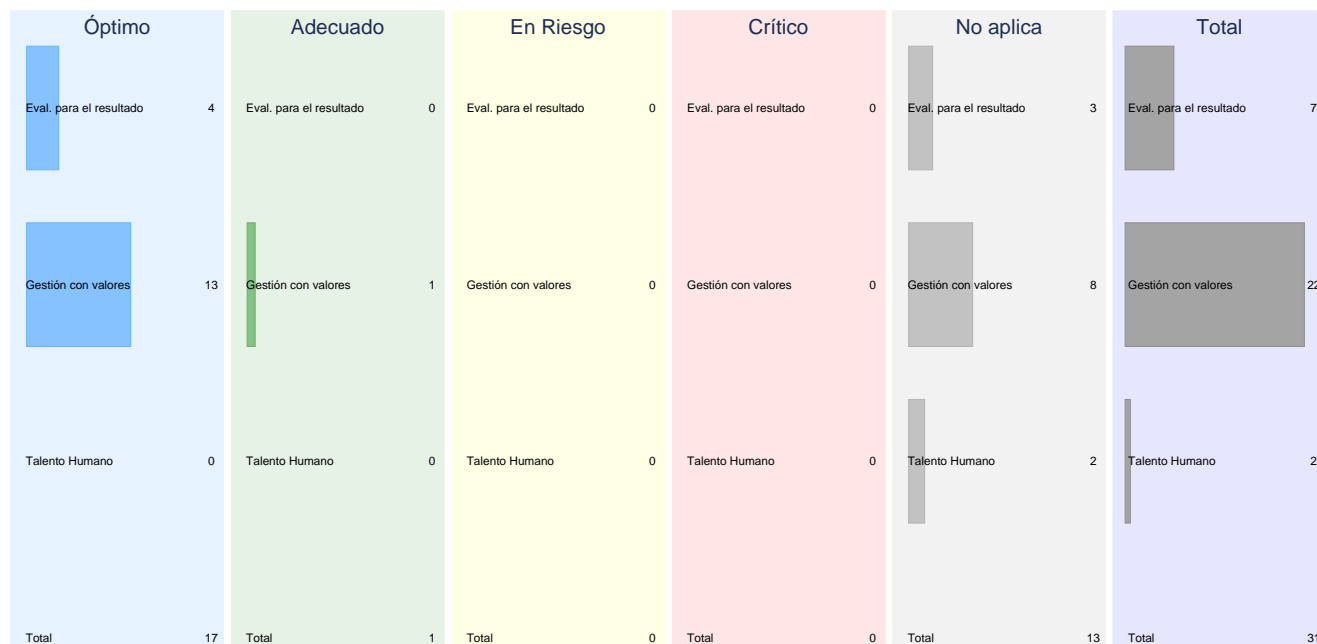 Óptimo Adecuado En Riesgo Crítico No aplica Total
Eval. para el resultado 4 Eval. para el resultado 0 Eval. para el resultado 0 Eval. para el resultado 0 Eval. para el resultado 3 Eval. para el resultado 7
Gestión con valores 13 Gestión con valores 1 Gestión con valores 0 Gestión con valores 0 Gestión con valores 8 Gestión con valores 22
Talento Humano 0 Talento Humano 0 Talento Humano 0 Talento Humano 0 Talento Humano 2 Talento Humano 2
Total 17 Total 1 Total 0 Total 0 Total 13 Total 31